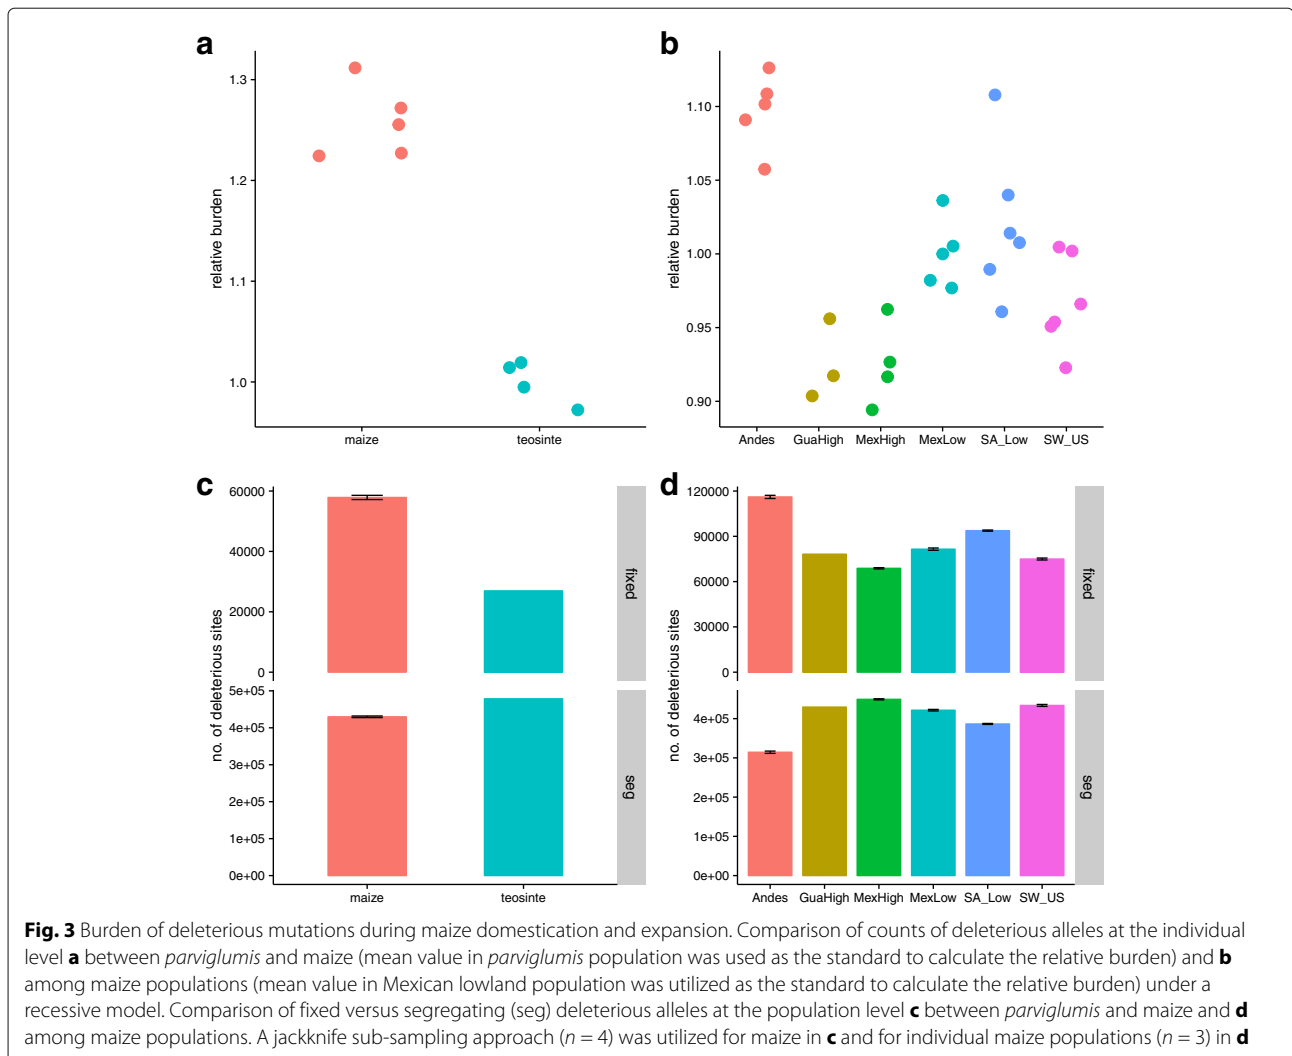 a
1.3
1.2
1.1
1.0
relative burden
maize teosinte
b
1.10
1.05
1.00
0.95
0.90
relative burden
Andes GuaHigh MexHigh MexLow SA_Low SW_US
c
60000
40000
20000
0
fixed
5e+05
4e+05
3e+05
2e+05
1e+05
0e+00
seg
no. of deleterious sites
maize teosinte
d
120000
90000
60000
30000
0
fixed
4e+05
3e+05
2e+05
1e+05
0e+00
seg
no. of deleterious sites
Andes GuaHigh MexHigh MexLow SA_Low SW_US
Fig. 3 Burden of deleterious mutations during maize domestication and expansion. Comparison of counts of deleterious alleles at the individual
level a between parviglumis and maize (mean value in parviglumis population was used as the standard to calculate the relative burden) and b
among maize populations (mean value in Mexican lowland population was utilized as the standard to calculate the relative burden) under a
recessive model. Comparison of fixed versus segregating (seg) deleterious alleles at the population level c between parviglumis and maize and d
among maize populations. A jackknife sub-sampling approach (n = 4) was utilized for maize in c and for individual maize populations (n = 3) in d